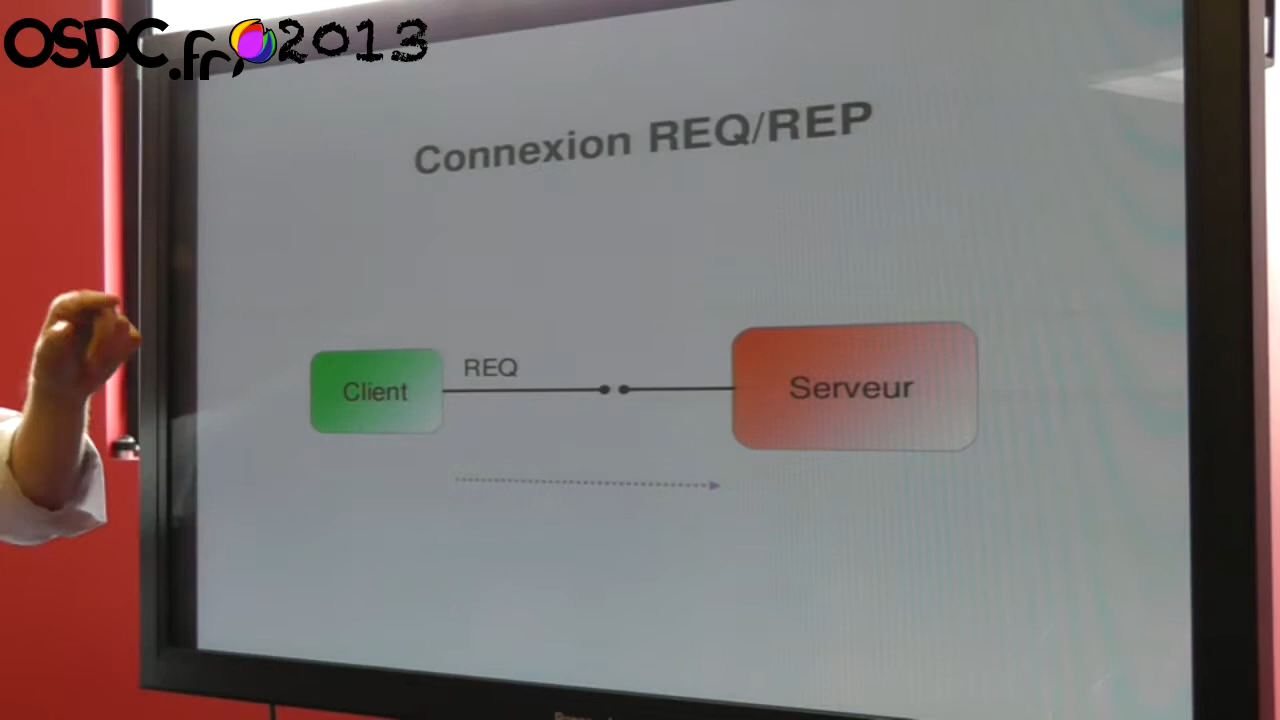 OSDC.fr 2013
Connexion REQ/REP
REQ
Client
Serveur